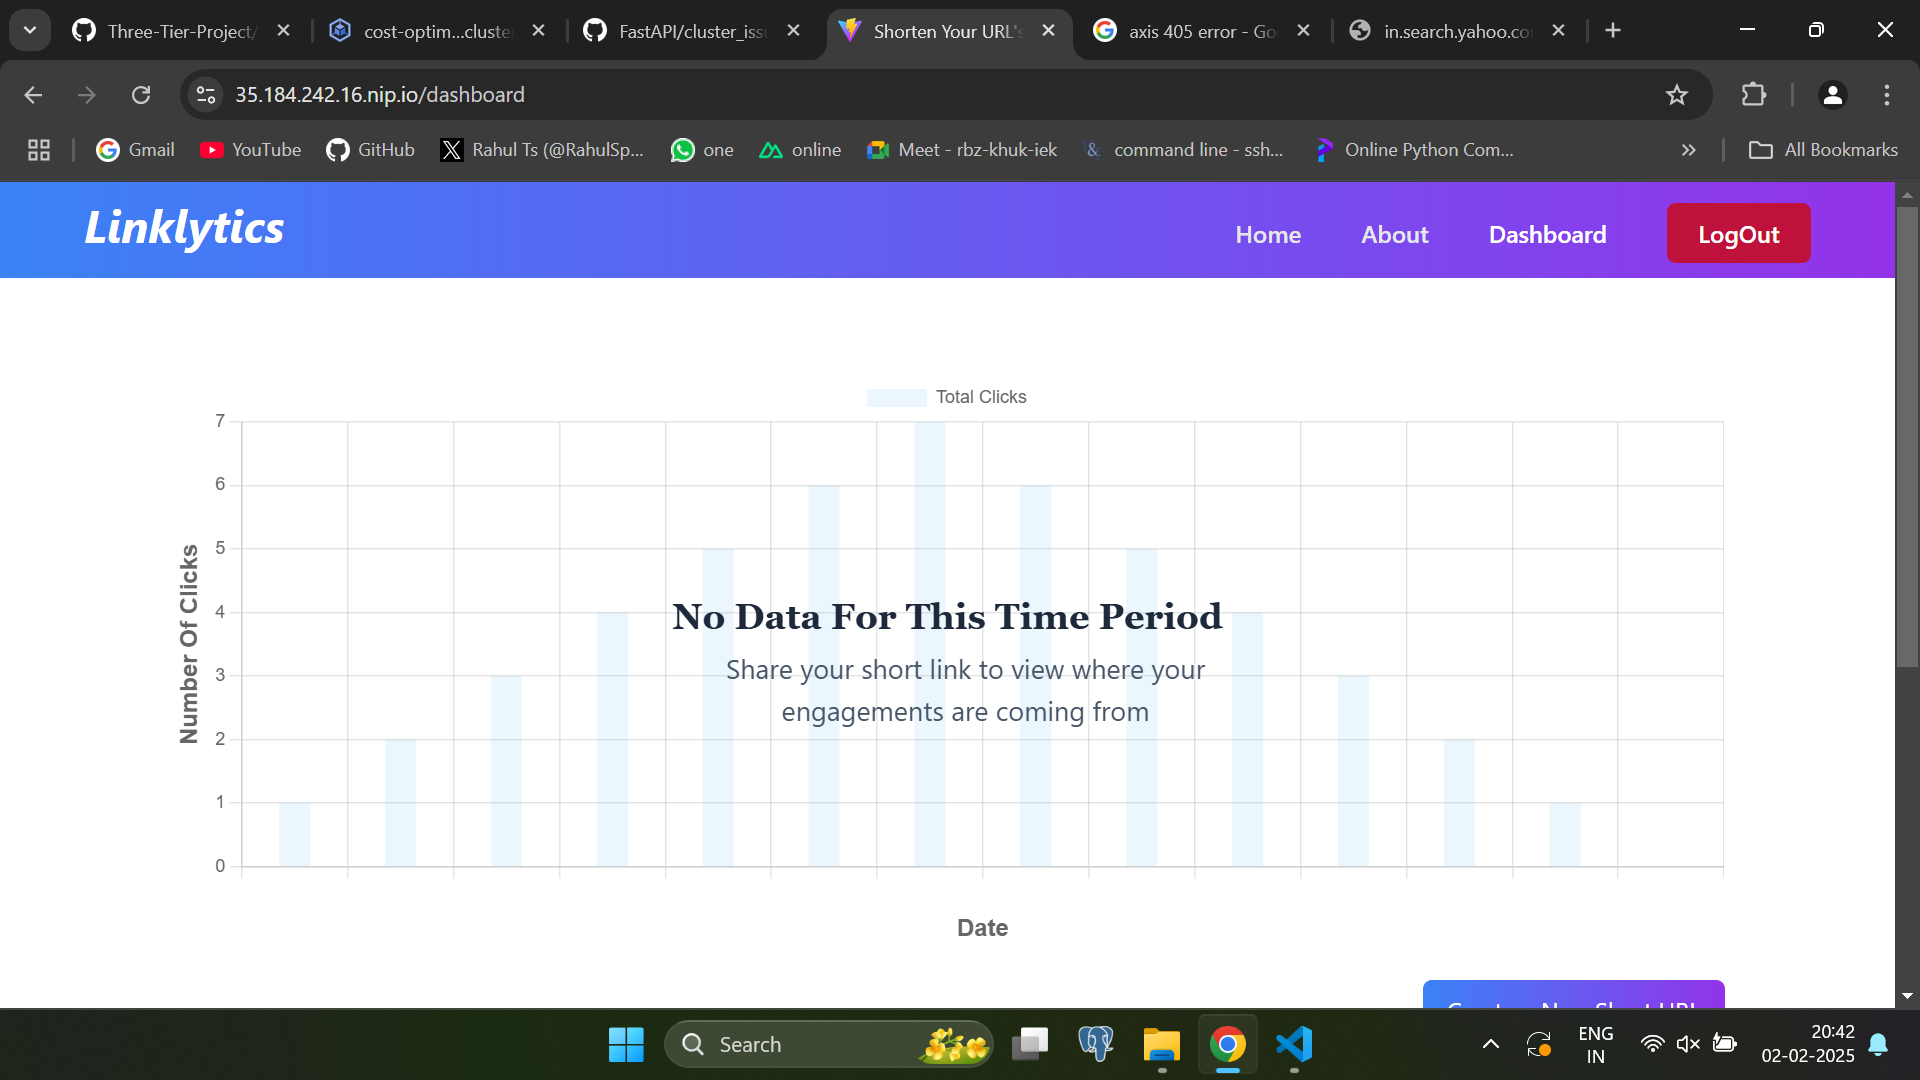 Three-Tier-Project/
cost-optim...cluste
FastAPI/cluster_iss
Shorten Your URL's
axis 405 error - Go
in.search.yahoo.co
35.184.242.16.nip.io/dashboard
Gmail
YouTube
GitHub
Rahul Ts (@RahulSp...
one
online
Meet - rbz-khuk-iek
command line - ssh...
Online Python Com...
All Bookmarks
Linklytics
Home
About
Dashboard
LogOut
Total Clicks
7
6
5
4
3
2
1
0
Number Of Clicks
No Data For This Time Period
Share your short link to view where your
engagements are coming from
Date
Search
ENG
IN
20:42
02-02-2025